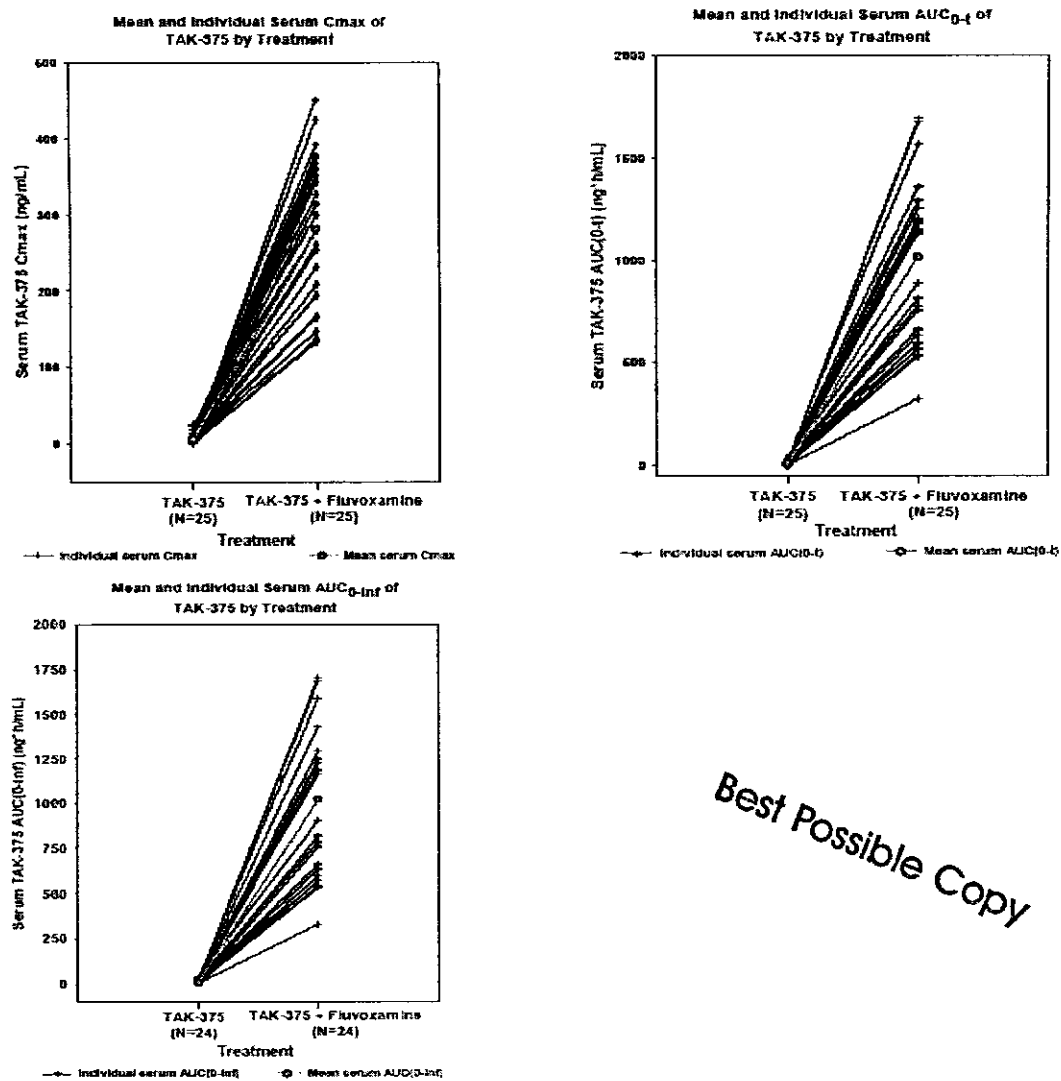 Mean and Individual Serum Cmax of
TAK-375 by Treatment
500
400
300
200
100
0
Serum TAK-375 Cmax (ng/mL)
TAK-375
(N=25)
TAK-375 + Fluvoxamine
(N=25)
Treatment
Individual serum Cmax
Mean serum Cmax
Mean and Individual Serum AUC0-t of
TAK-375 by Treatment
2000
1500
1000
500
0
Serum TAK-375 AUC(0-t) (ng*h/mL)
TAK-375
(N=25)
TAK-375 + Fluvoxamine
(N=25)
Treatment
Individual serum AUC(0-t)
Mean serum AUC(0-t)
Mean and Individual Serum AUC0-inf of
TAK-375 by Treatment
2000
1750
1500
1250
1000
750
500
250
0
Serum TAK-375 AUC(0-inf) (ng*h/mL)
TAK-375
(N=24)
TAK-375 + Fluvoxamine
(N=24)
Treatment
Individual serum AUC(0-inf)
Mean serum AUC(0-inf)
Best Possible Copy